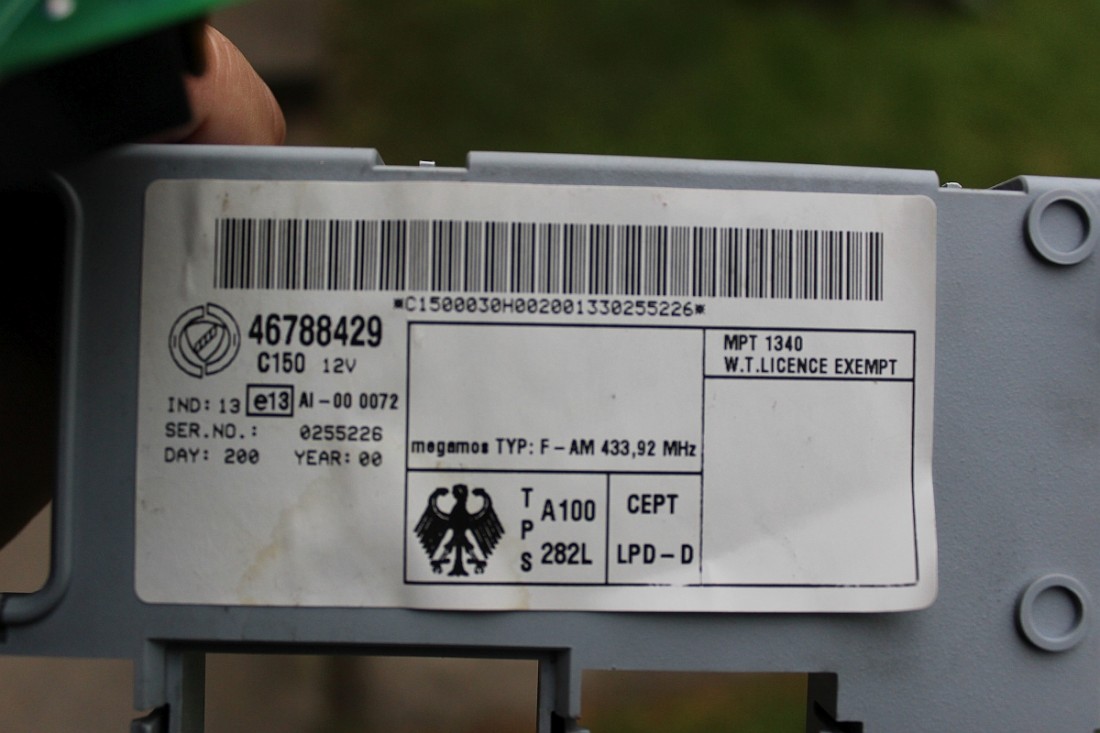 *C1500030H002001330255226*
46788429
C150 12V
IND: 13 e13 AI-00 0072
SER.NO.: 0255226
DAY: 200 YEAR: 00
megamos TYP: F-AM 433,92 MHz
MPT 1340
W.T.LICENCE EXEMPT
TPS
A100
282L
CEPT
LPD-D